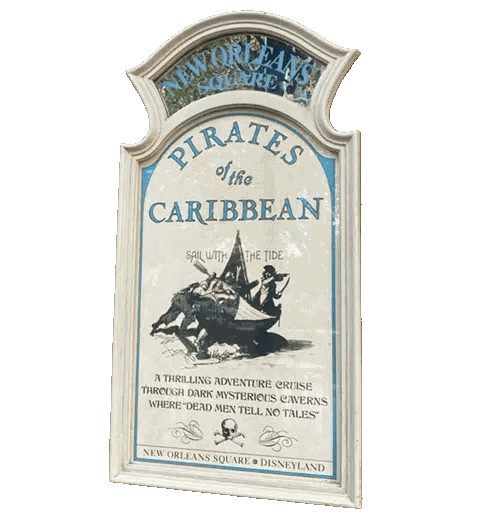 NEW ORLEANS
SQUARE
PIRATES
of the
CARIBBEAN
SAIL WITH THE TIDE
A THRILLING ADVENTURE CRUISE
THROUGH DARK MYSTERIOUS CAVERNS
WHERE "DEAD MEN TELL NO TALES"
NEW ORLEANS SQUARE • DISNEYLAND